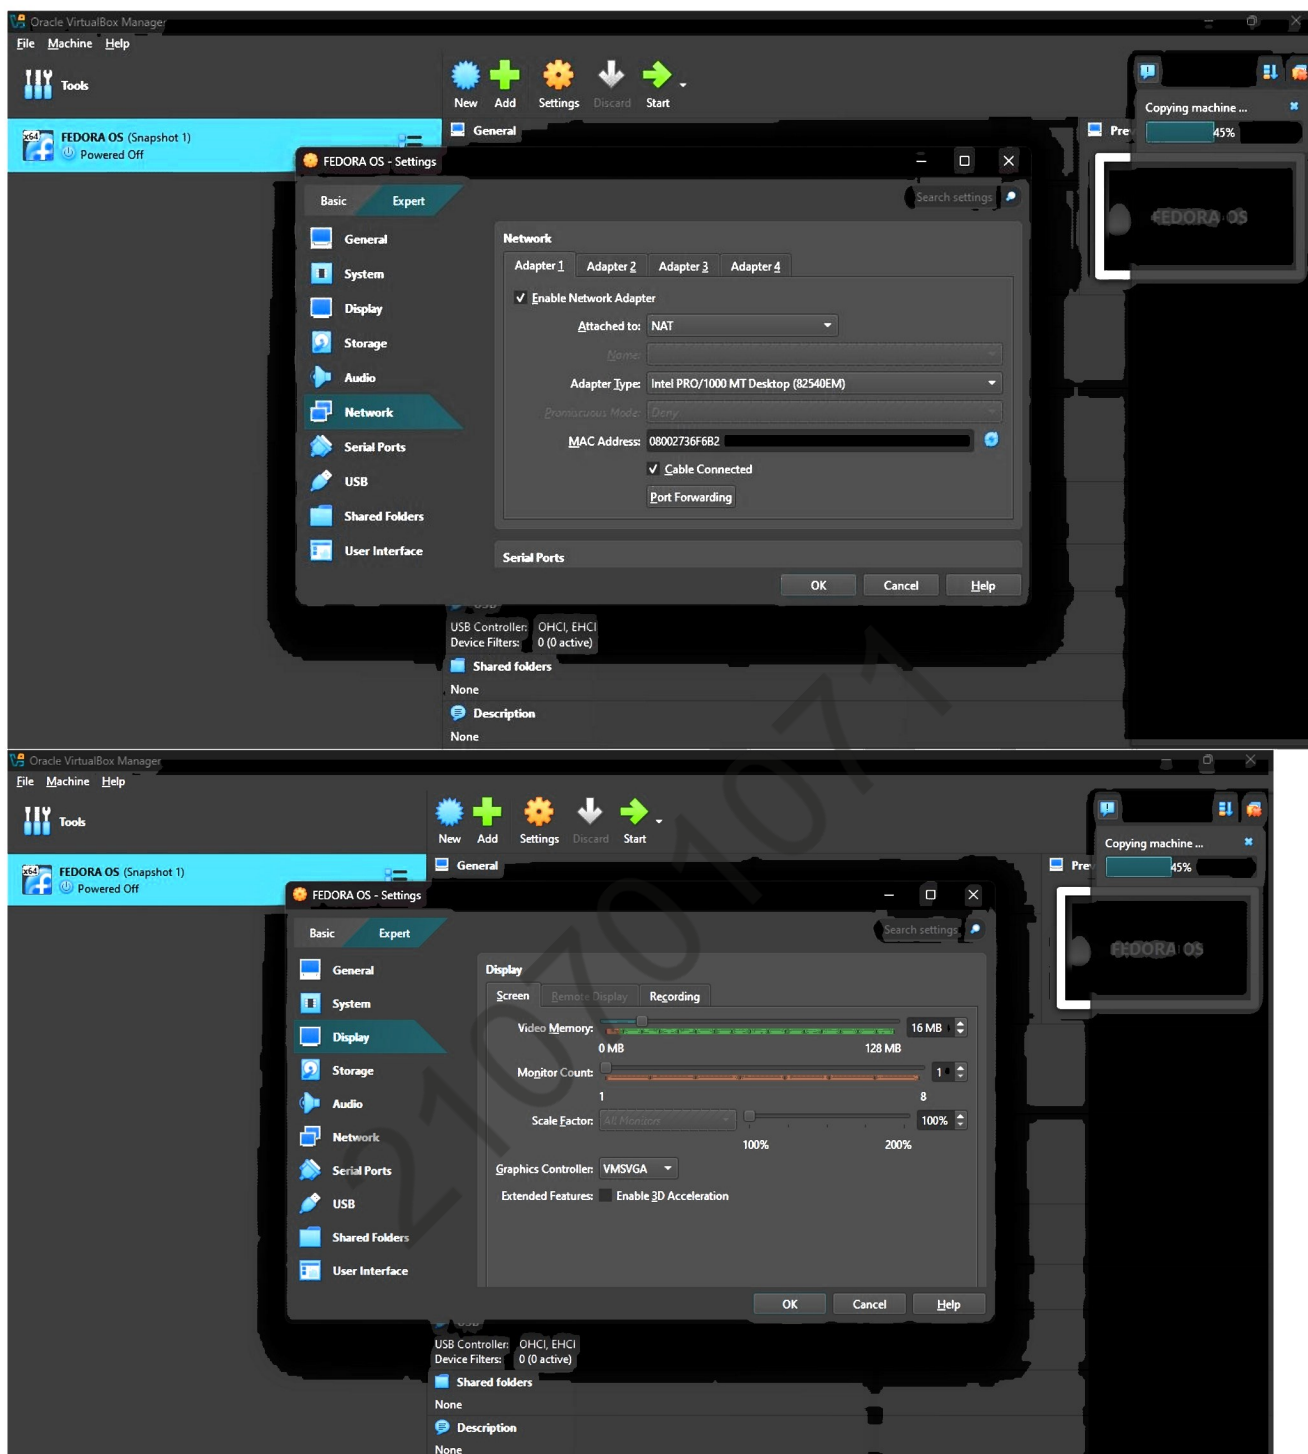 Oracle VirtualBox Manager
File Machine Help
Tools
New Add Settings Discard Start
Copying machine ...
45%
FEDORA OS (Snapshot 1)
Powered Off
General
Pre
FEDORA OS
FEDORA OS - Settings
Basic Expert
Search settings
General
System
Display
Storage
Audio
Network
Serial Ports
USB
Shared Folders
User Interface
Network
Adapter 1 Adapter 2 Adapter 3 Adapter 4
Enable Network Adapter
Attached to: NAT
Name:
Adapter Type: Intel PRO/1000 MT Desktop (82540EM)
Promiscuous Mode: Deny
MAC Address: 08002736F6B2
Cable Connected
Port Forwarding
Serial Ports
OK Cancel Help
USB
USB Controller: OHCI, EHCI
Device Filters: 0 (0 active)
Shared folders
None
Description
None
Oracle VirtualBox Manager
File Machine Help
Tools
New Add Settings Discard Start
Copying machine ...
45%
FEDORA OS (Snapshot 1)
Powered Off
General
Pre
FEDORA OS
FEDORA OS - Settings
Basic Expert
Search settings
General
System
Display
Storage
Audio
Network
Serial Ports
USB
Shared Folders
User Interface
Display
Screen Remote Display Recording
Video Memory: 16 MB
0 MB 128 MB
Monitor Count: 1
1 8
Scale Factor: All Monitors 100%
100% 200%
Graphics Controller: VMSVGA
Extended Features: Enable 3D Acceleration
OK Cancel Help
USB
USB Controller: OHCI, EHCI
Device Filters: 0 (0 active)
Shared folders
None
Description
None
210701071